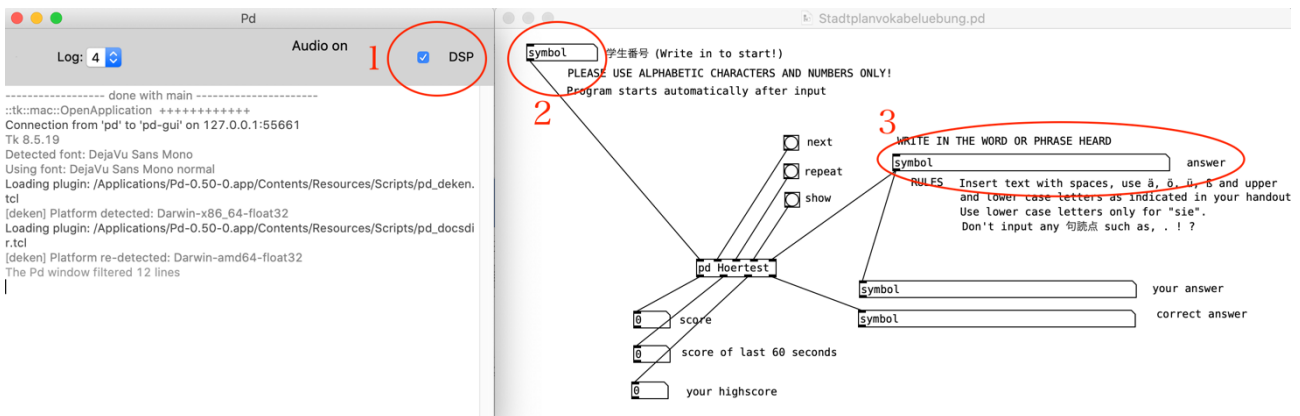 Pd
Audio on
Log: 4
1
DSP
------------------ done with main ----------------------
::tk::mac::OpenApplication ++++++++++++
Connection from 'pd' to 'pd-gui' on 127.0.0.1:55661
Tk 8.5.19
Detected font: DejaVu Sans Mono
Using font: DejaVu Sans Mono normal
Loading plugin: /Applications/Pd-0.50-0.app/Contents/Resources/Scripts/pd_deken.
tcl
[deken] Platform detected: Darwin-x86_64-float32
Loading plugin: /Applications/Pd-0.50-0.app/Contents/Resources/Scripts/pd_docsdi
r.tcl
[deken] Platform re-detected: Darwin-amd64-float32
The Pd window filtered 12 lines
Stadtplanvokabeluebung.pd
symbol
学生番号 (Write in to start!)
PLEASE USE ALPHABETIC CHARACTERS AND NUMBERS ONLY!
Program starts automatically after input
2
next
repeat
show
3
WRITE IN THE WORD OR PHRASE HEARD
symbol
answer
RULES Insert text with spaces, use ä, ö, ü, ß and upper
and lower case letters as indicated in your handout
Use lower case letters only for "sie".
Don't input any 句読点 such as, . ! ?
pd Hoertest
symbol
your answer
symbol
correct answer
0
score
0
score of last 60 seconds
0
your highscore